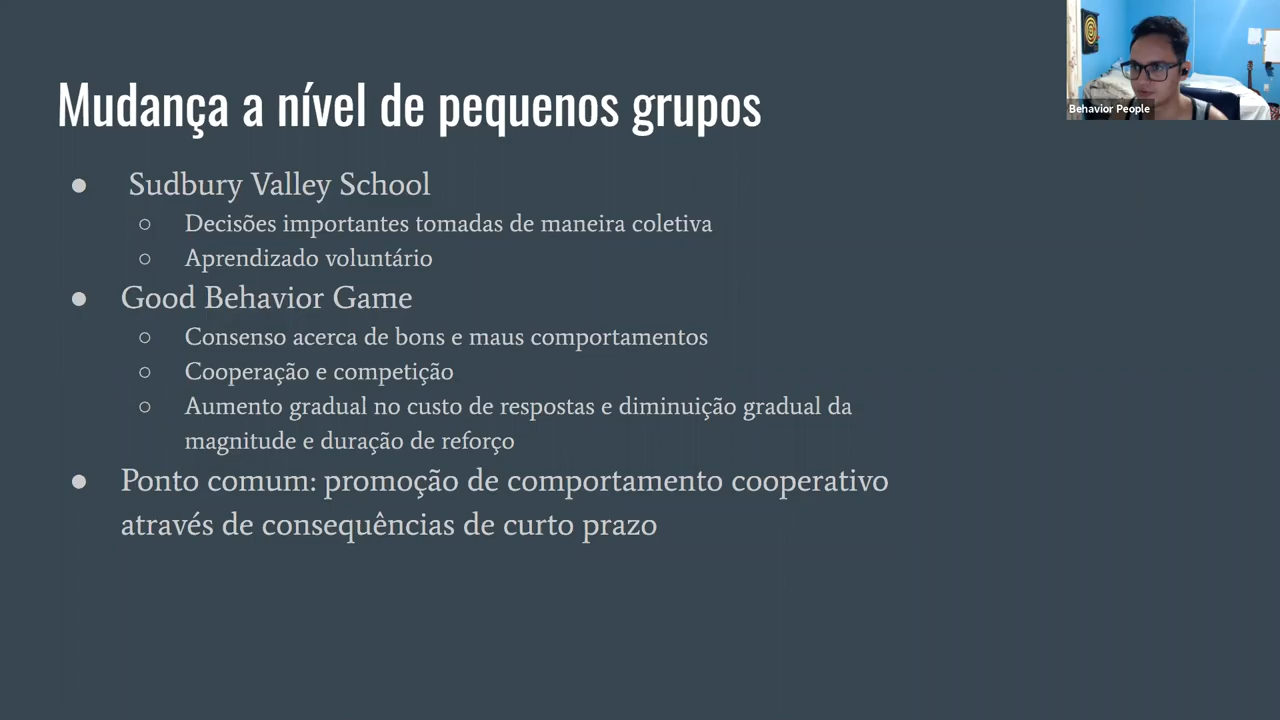 Mudança a nível de pequenos grupos
Behavior People
● Sudbury Valley School
○ Decisões importantes tomadas de maneira coletiva
○ Aprendizado voluntário
● Good Behavior Game
○ Consenso acerca de bons e maus comportamentos
○ Cooperação e competição
○ Aumento gradual no custo de respostas e diminuição gradual da
magnitude e duração de reforço
● Ponto comum: promoção de comportamento cooperativo
através de consequências de curto prazo